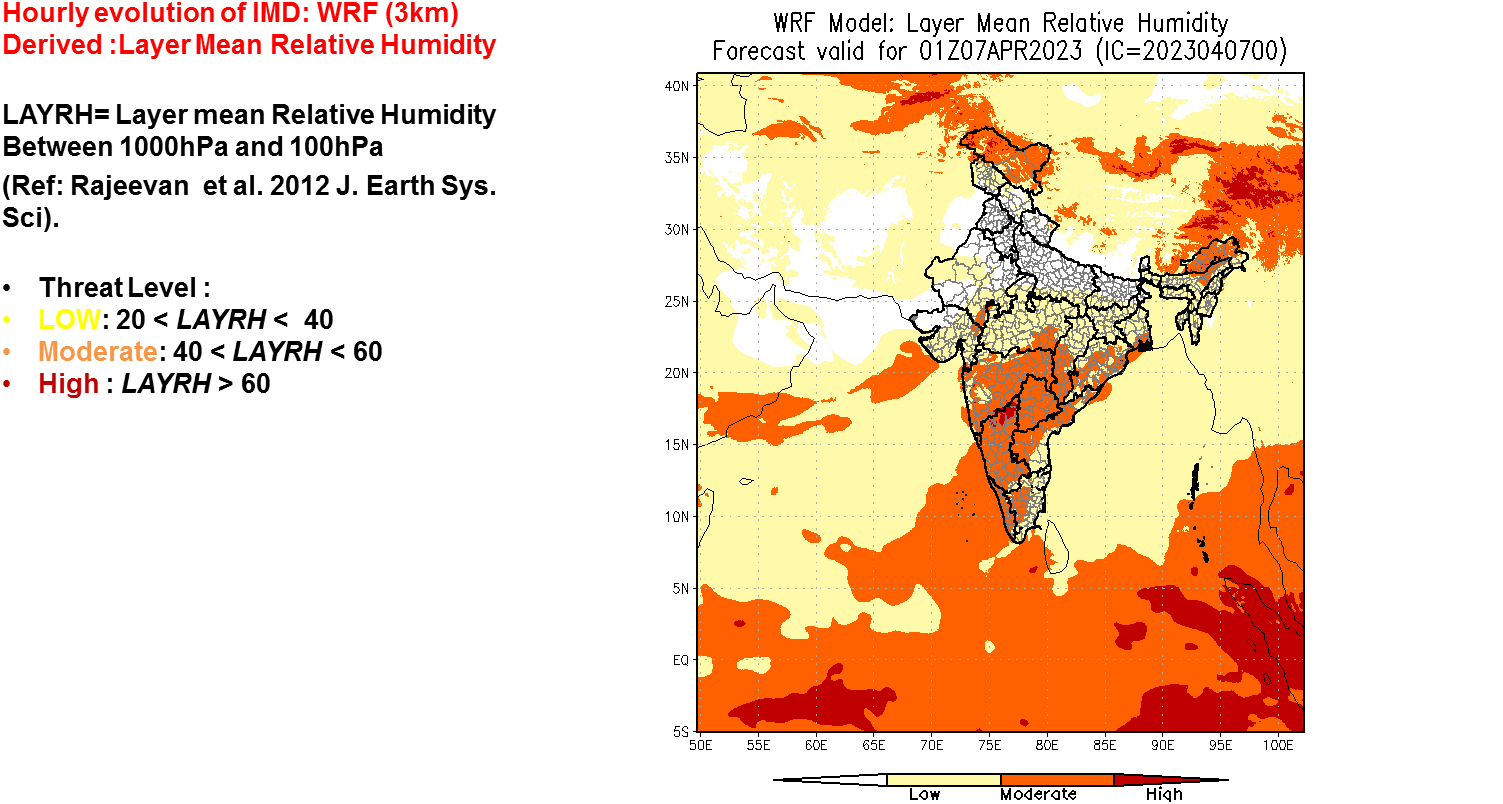 Hourly evolution of IMD: WRF (3km)
Derived :Layer Mean Relative Humidity
LAYRH= Layer mean Relative Humidity
Between 1000hPa and 100hPa
(Ref: Rajeevan et al. 2012 J. Earth Sys.
Sci).
• Threat Level :
• LOW: 20 < LAYRH < 40
• Moderate: 40 < LAYRH < 60
• High : LAYRH > 60
WRF Model: Layer Mean Relative Humidity
Forecast valid for 01Z07APR2023 (IC=2023040700)
40N
35N
30N
25N
20N
15N
10N
5N
EQ
5S
50E 55E 60E 65E 70E 75E 80E 85E 90E 95E 100E
Low Moderate High